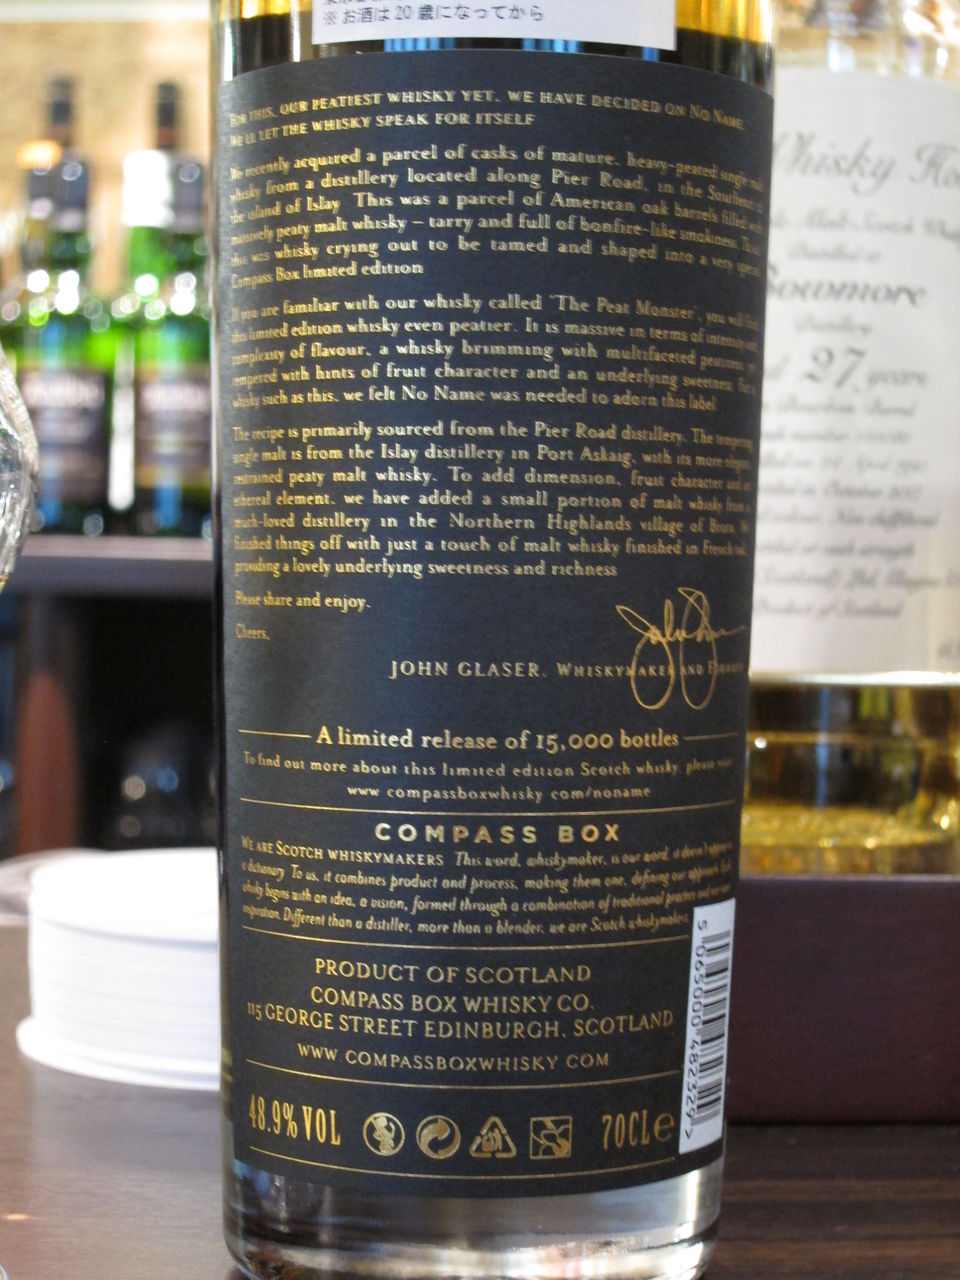 ※お酒は20歳になってから
FOR THIS, OUR PEATIEST WHISKY YET, WE HAVE DECIDED ON NO NAME.
WE'LL LET THE WHISKY SPEAK FOR ITSELF
We recently acquired a parcel of casks of mature, heavy-peated single malt
whisky from a distillery located along Pier Road, in the Southeast of
the island of Islay This was a parcel of American oak barrels filled with
massively peaty malt whisky – tarry and full of bonfire-like smokiness. This
was whisky crying out to be tamed and shaped into a very special
Compass Box limited edition
If you are familiar with our whisky called "The Peat Monster", you will find
this limited edition whisky even peatier. It is massive in terms of intensity and
complexity of flavour, a whisky brimming with multifaceted peatiness, yet
tempered with hints of fruit character and an underlying sweetness. For a
whisky such as this, we felt No Name was needed to adorn this label
The recipe is primarily sourced from the Pier Road distillery. The tempering
single malt is from the Islay distillery in Port Askaig, with its more elegant,
restrained peaty malt whisky. To add dimension, fruit character and an
ethereal element, we have added a small portion of malt whisky from a
much-loved distillery in the Northern Highlands village of Brora. We
finished things off with just a touch of malt whisky finished in French oak,
providing a lovely underlying sweetness and richness
Please share and enjoy.
Cheers,
JOHN GLASER, WHISKYMAKER AND FOUNDER
A limited release of 15,000 bottles
To find out more about this limited edition Scotch whisky, please visit
www compassboxwhisky com/noname
COMPASS BOX
WE ARE SCOTCH WHISKYMAKERS This word, whiskymaker, is our word, it doesn't appear in
a dictionary To us, it combines product and process, making them one, defining our approach. Each
whisky begins with an idea, a vision, formed through a combination of traditional practice and our own
inspiration. Different than a distiller, more than a blender, we are Scotch whiskymakers
PRODUCT OF SCOTLAND
COMPASS BOX WHISKY CO.
115 GEORGE STREET EDINBURGH, SCOTLAND
WWW.COMPASSBOXWHISKY COM
48.9% VOL 70CL e
5 065000 482329 >
Whisky
Bowmore
Distillery
27 years
Product of Scotland